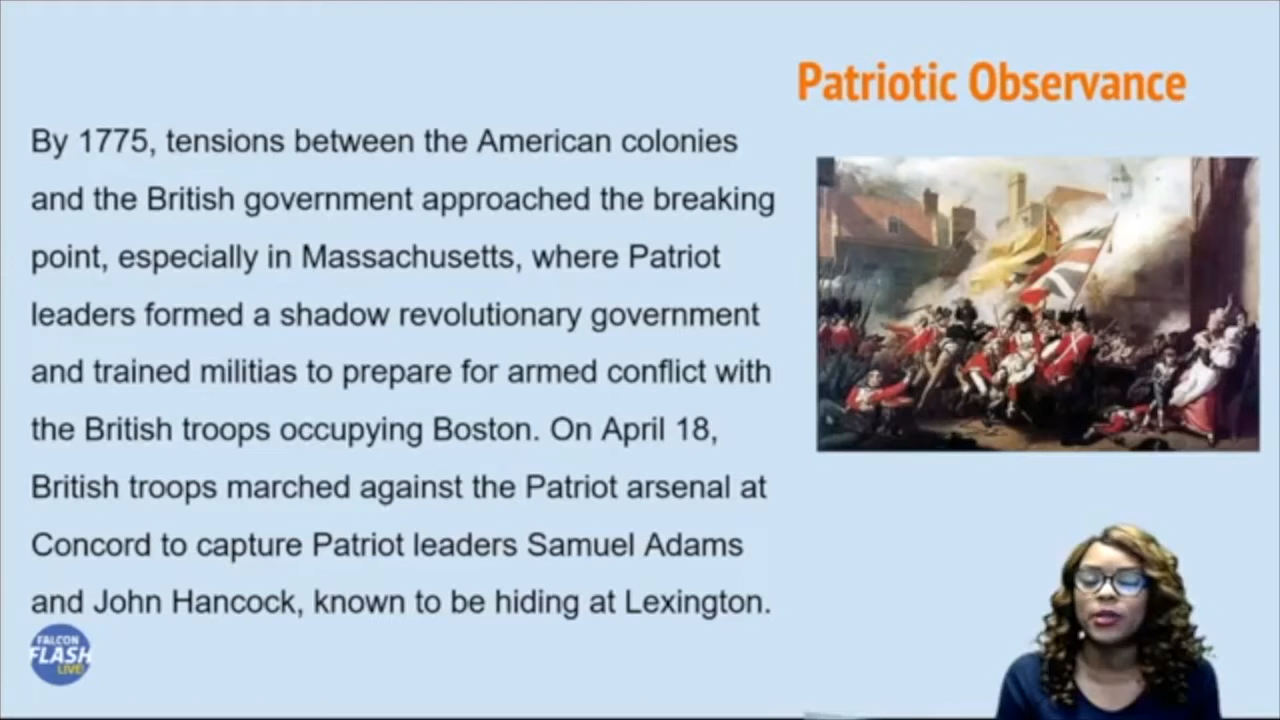 Patriotic Observance
By 1775, tensions between the American colonies
and the British government approached the breaking
point, especially in Massachusetts, where Patriot
leaders formed a shadow revolutionary government
and trained militias to prepare for armed conflict with
the British troops occupying Boston. On April 18,
British troops marched against the Patriot arsenal at
Concord to capture Patriot leaders Samuel Adams
and John Hancock, known to be hiding at Lexington.
FALCON
FLASH
LIVE!